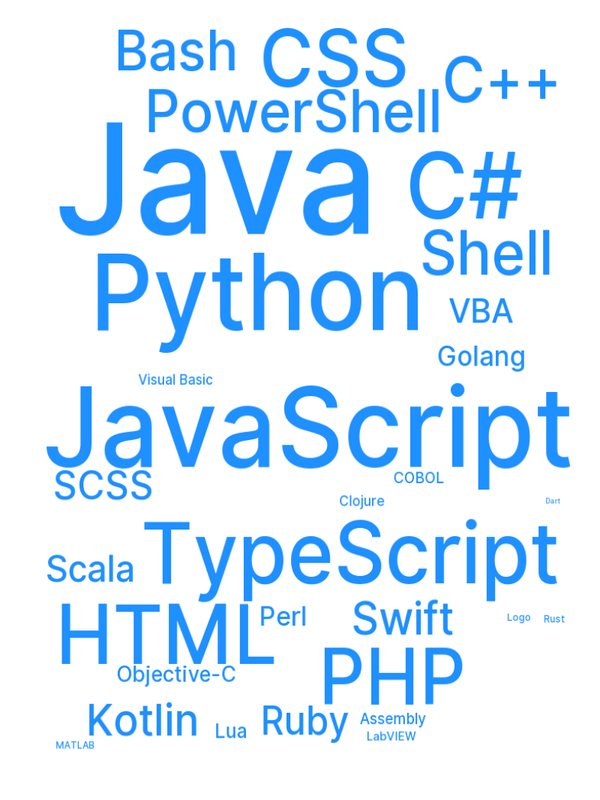 Bash
CSS
C++
PowerShell
Java
C#
Shell
Python
VBA
Golang
Visual Basic
JavaScript
SCSS
COBOL
Clojure
Dart
TypeScript
Scala
HTML
Perl
Swift
Logo
Rust
Objective-C
PHP
Kotlin
Lua
Ruby
Assembly
LabVIEW
MATLAB